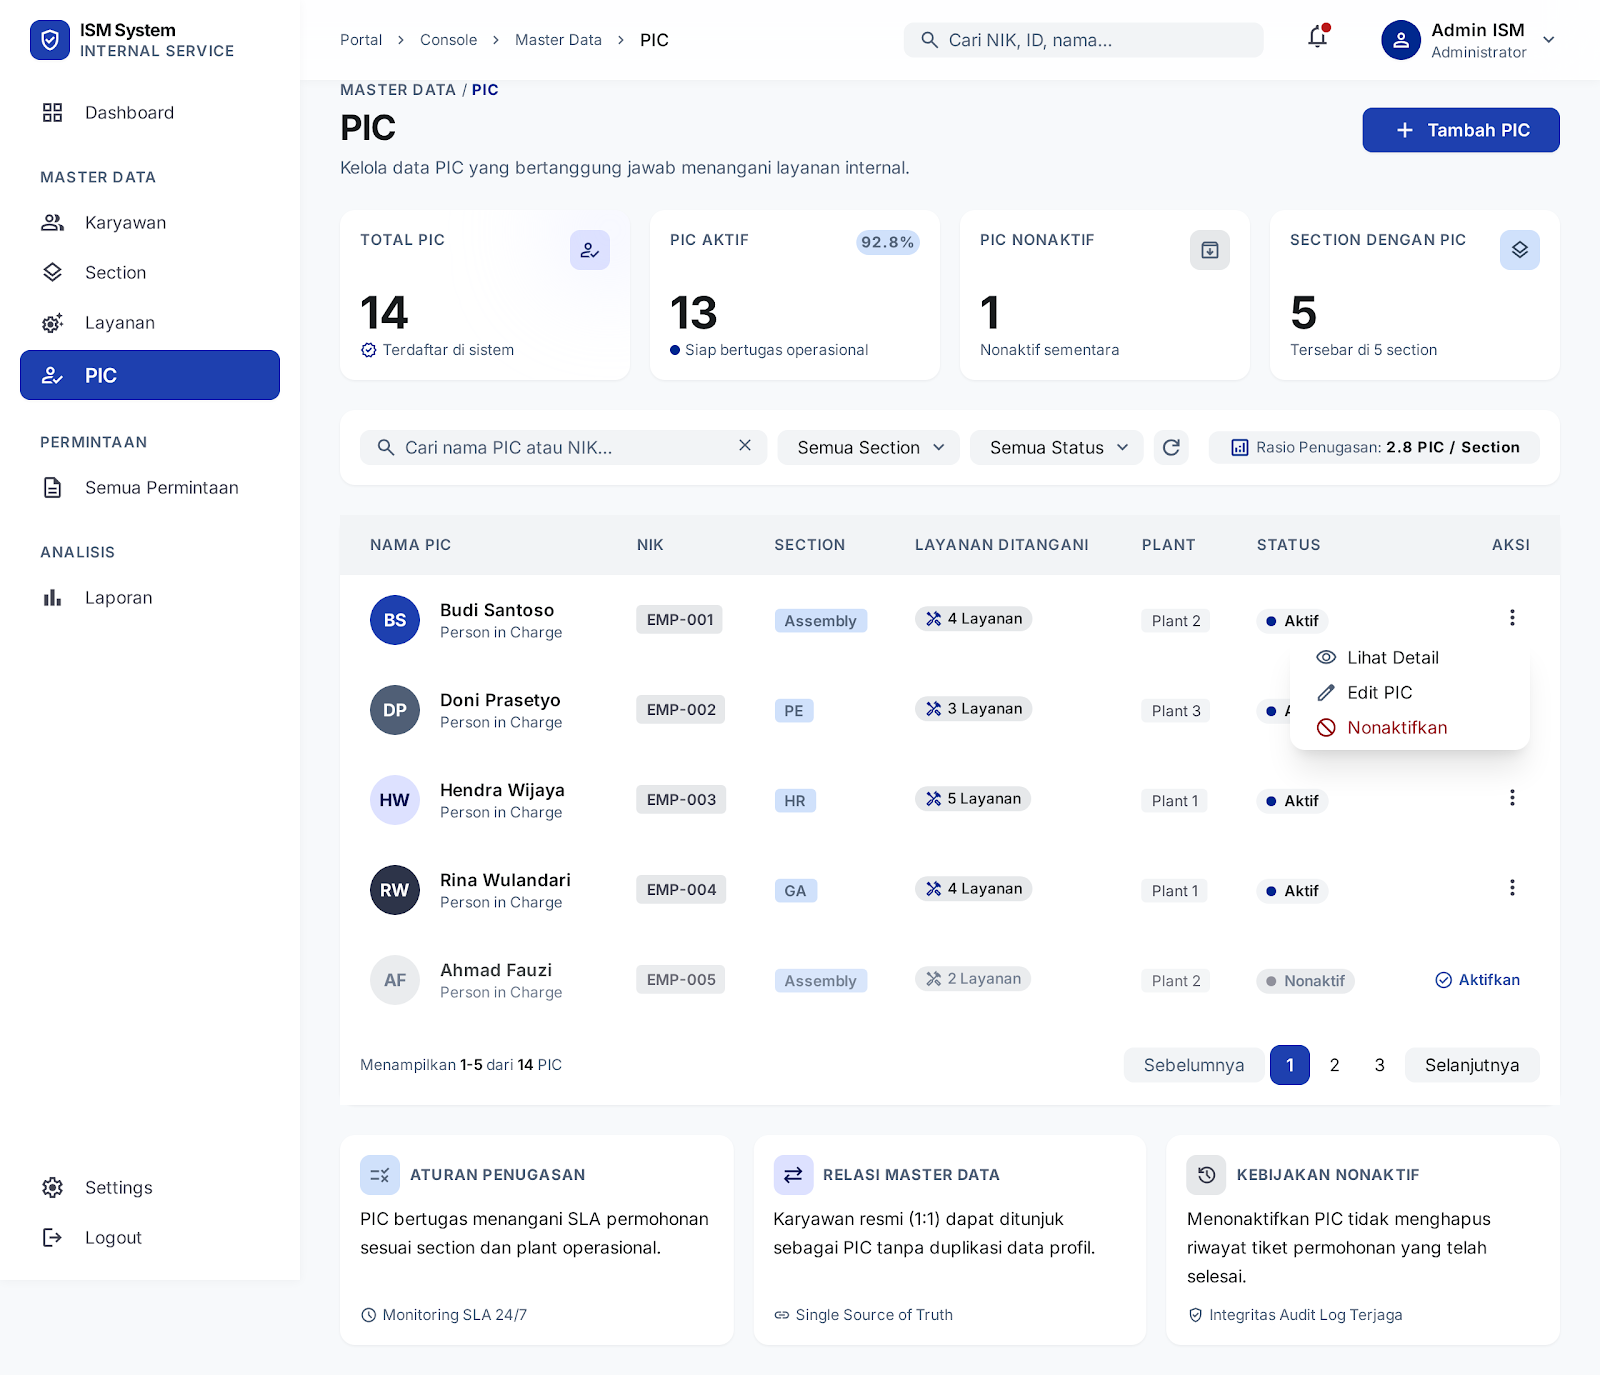 ISM System
INTERNAL SERVICE
Dashboard
MASTER DATA
Karyawan
Section
Layanan
PIC
PERMINTAAN
Semua Permintaan
ANALISIS
Laporan
Settings
Logout
Portal > Console > Master Data > PIC
Cari NIK, ID, nama...
Admin ISM
Administrator
MASTER DATA / PIC
PIC
Kelola data PIC yang bertanggung jawab menangani layanan internal.
+ Tambah PIC
TOTAL PIC
14
Terdaftar di sistem
PIC AKTIF
92.8%
13
Siap bertugas operasional
PIC NONAKTIF
1
Nonaktif sementara
SECTION DENGAN PIC
5
Tersebar di 5 section
Cari nama PIC atau NIK...
Semua Section
Semua Status
Rasio Penugasan: 2.8 PIC / Section
NAMA PIC NIK SECTION LAYANAN DITANGANI PLANT STATUS AKSI
BS Budi Santoso EMP-001 Assembly 4 Layanan Plant 2 Aktif
Person in Charge
Lihat Detail
Edit PIC
Nonaktifkan
DP Doni Prasetyo EMP-002 PE 3 Layanan Plant 3
Person in Charge
HW Hendra Wijaya EMP-003 HR 5 Layanan Plant 1 Aktif
Person in Charge
RW Rina Wulandari EMP-004 GA 4 Layanan Plant 1 Aktif
Person in Charge
AF Ahmad Fauzi EMP-005 Assembly 2 Layanan Plant 2 Nonaktif Aktifkan
Person in Charge
Menampilkan 1-5 dari 14 PIC
Sebelumnya 1 2 3 Selanjutnya
ATURAN PENUGASAN
PIC bertugas menangani SLA permohonan
sesuai section dan plant operasional.
Monitoring SLA 24/7
RELASI MASTER DATA
Karyawan resmi (1:1) dapat ditunjuk
sebagai PIC tanpa duplikasi data profil.
Single Source of Truth
KEBIJAKAN NONAKTIF
Menonaktifkan PIC tidak menghapus
riwayat tiket permohonan yang telah
selesai.
Integritas Audit Log Terjaga